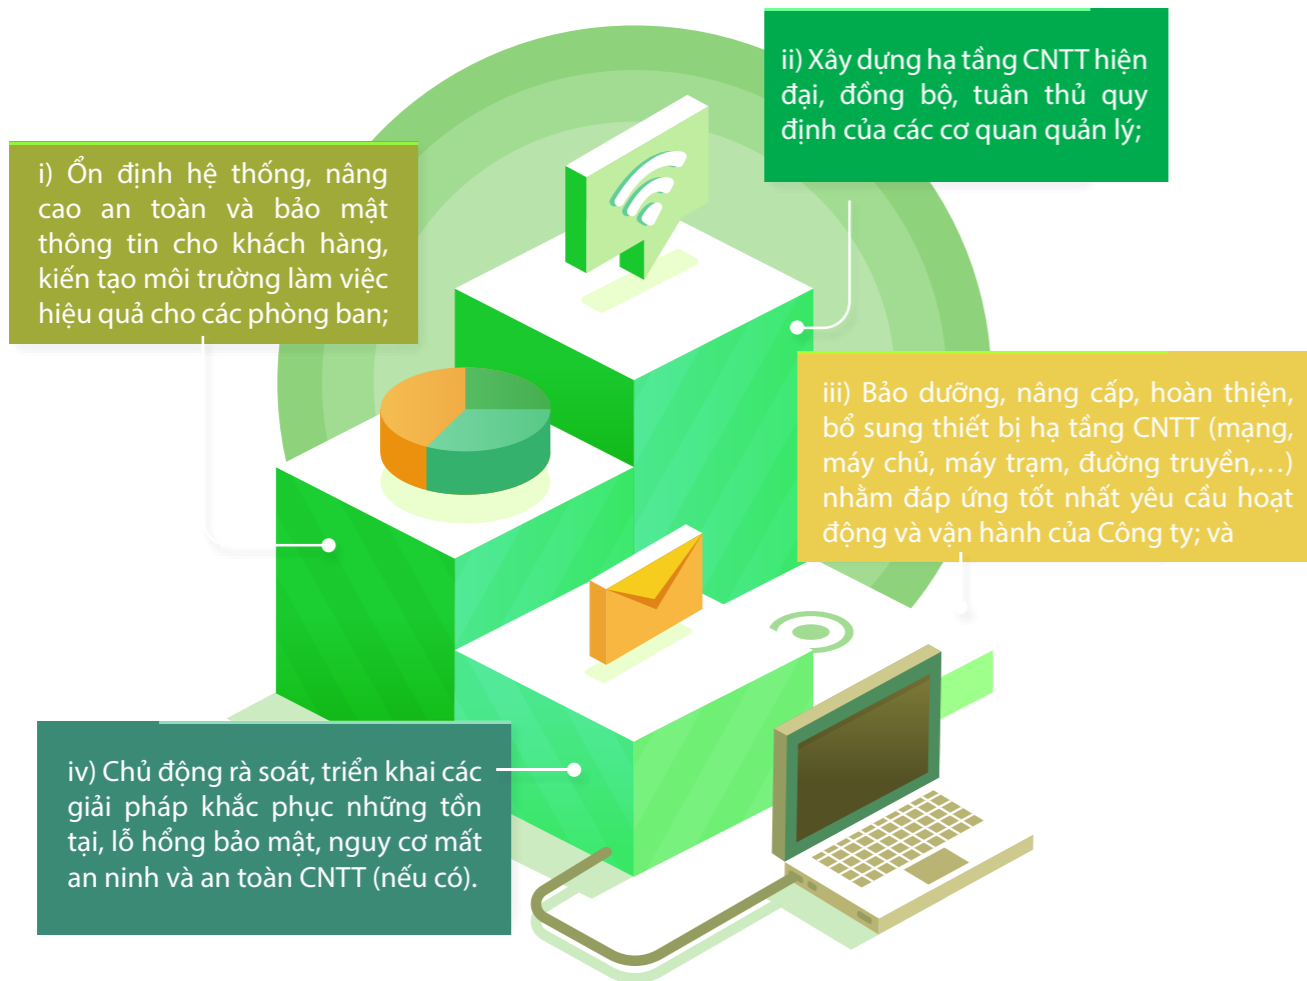 i) Ổn định hệ thống, nâng
cao an toàn và bảo mật
thông tin cho khách hàng,
kiến tạo môi trường làm việc
hiệu quả cho các phòng ban;
ii) Xây dựng hạ tầng CNTT hiện
đại, đồng bộ, tuân thủ quy
định của các cơ quan quản lý;
iii) Bảo dưỡng, nâng cấp, hoàn thiện,
bổ sung thiết bị hạ tầng CNTT (mạng,
máy chủ, máy trạm, đường truyền,...)
nhằm đáp ứng tốt nhất yêu cầu hoạt
động và vận hành của Công ty; và
iv) Chủ động rà soát, triển khai các
giải pháp khắc phục những tồn
tại, lỗ hổng bảo mật, nguy cơ mất
an ninh và an toàn CNTT (nếu có).